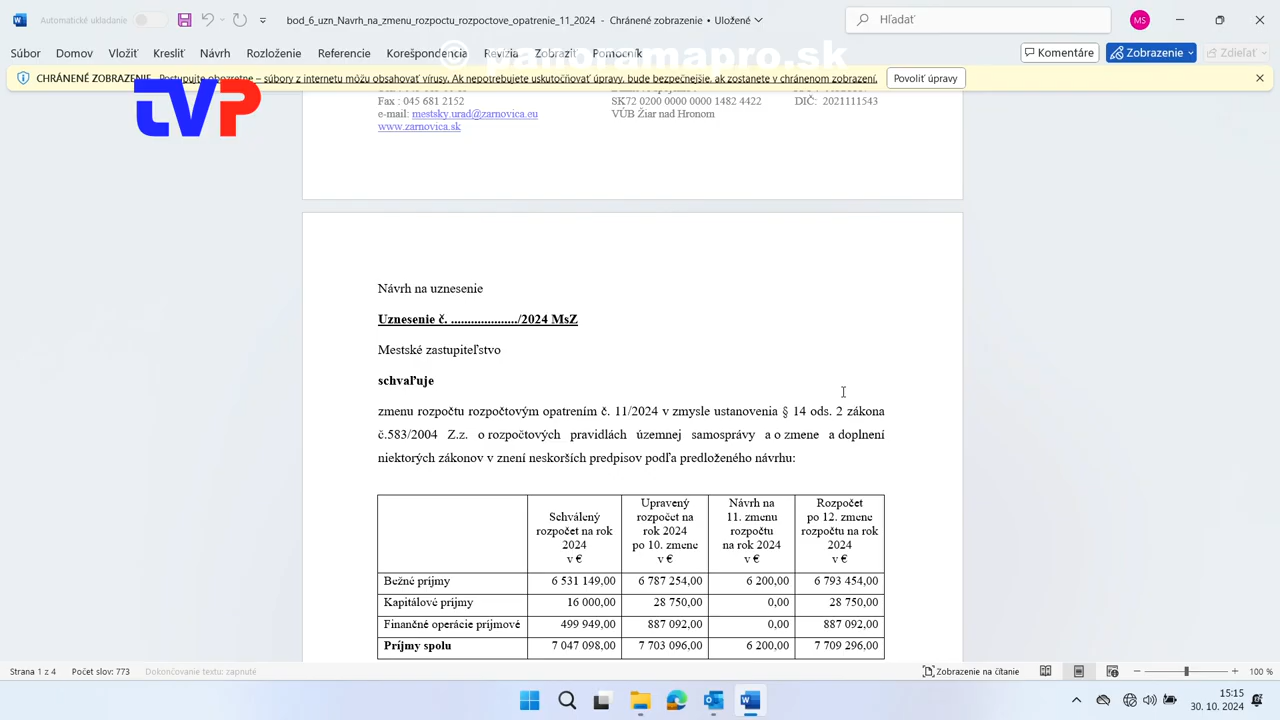 Automatické ukladanie
bod_6_uzn_Navrh_na_zmenu_rozpoctu_rozpoctove_opatrenie_11_2024 – Chránené zobrazenie • Uložené
Hľadať
MS
Súbor Domov Vložiť Kresliť Návrh Rozloženie Referencie Korešpondencia Revízia Zobraziť Pomocník
Komentáre
Zobrazenie
Zdieľať
CHRÁNENÉ ZOBRAZENIE Postupujte obozretne – súbory z internetu môžu obsahovať vírusy. Ak nepotrebujete uskutočňovať úpravy, bude bezpečnejšie, ak zostanete v chránenom zobrazení.
Povoliť úpravy
TVP
Fax : 045 681 2152
SK72 0200 0000 0000 1482 4422
DIČ: 2021111543
e-mail: mestsky.urad@zarnovica.eu
VÚB Žiar nad Hronom
www.zarnovica.sk
Návrh na uznesenie
Uznesenie č. ..................../2024 MsZ
Mestské zastupiteľstvo
schvaľuje
zmenu rozpočtu rozpočtovým opatrením č. 11/2024 v zmysle ustanovenia § 14 ods. 2 zákona
č.583/2004 Z.z. o rozpočtových pravidlách územnej samosprávy a o zmene a doplnení
niektorých zákonov v znení neskorších predpisov podľa predloženého návrhu:
Schválený rozpočet na rok 2024 v €
Upravený rozpočet na rok 2024 po 10. zmene v €
Návrh na 11. zmenu rozpočtu na rok 2024 v €
Rozpočet po 12. zmene rozpočtu na rok 2024 v €
Bežné príjmy 6 531 149,00 6 787 254,00 6 200,00 6 793 454,00
Kapitálové príjmy 16 000,00 28 750,00 0,00 28 750,00
Finančné operácie príjmové 499 949,00 887 092,00 0,00 887 092,00
Príjmy spolu 7 047 098,00 7 703 096,00 6 200,00 7 709 296,00
Strana 1 z 4 Počet slov: 773 Dokončovanie textu: zapnuté
Zobrazenie na čítanie
100 %
15:15
30. 10. 2024